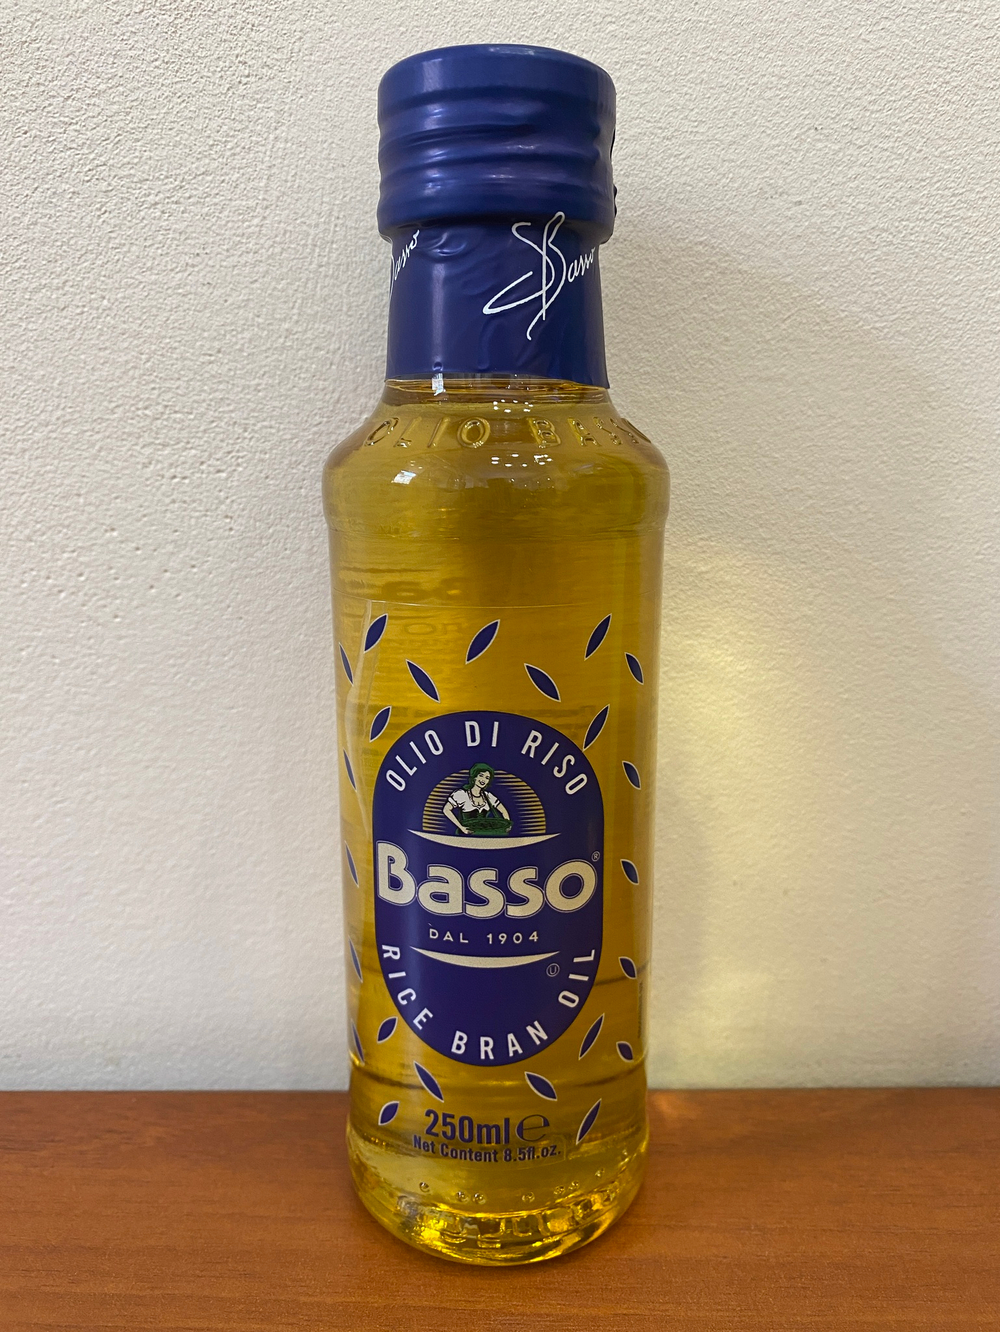 Basso
OLIO BASSO
OLIO DI RISO
Basso®
DAL 1904
U
RICE BRAN OIL
250ml ℮
Net Content 8.5fl.oz.